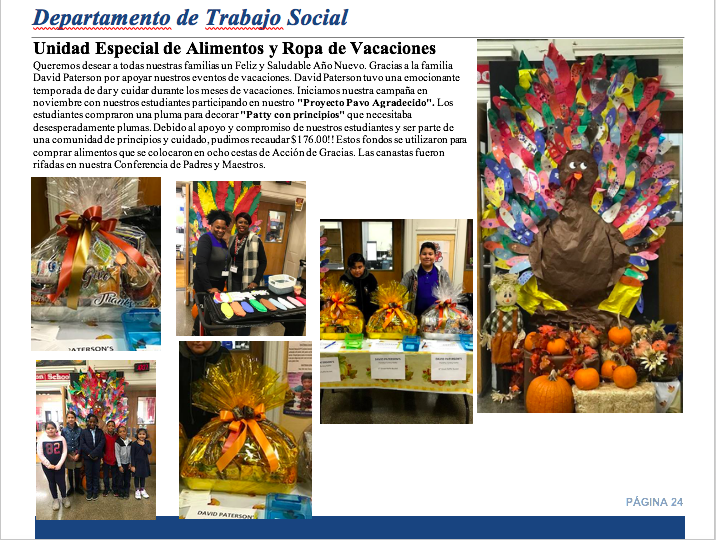 Departamento de Trabajo Social
Unidad Especial de Alimentos y Ropa de Vacaciones
Queremos desear a todas nuestras familias un Feliz y Saludable Año Nuevo. Gracias a la familia
David Paterson por apoyar nuestros eventos de vacaciones. David Paterson tuvo una emocionante
temporada de dar y cuidar durante los meses de vacaciones. Iniciamos nuestra campaña en
noviembre con nuestros estudiantes participando en nuestro "Proyecto Pavo Agradecido". Los
estudiantes compraron una pluma para decorar "Patty con principios" que necesitaba
desesperadamente plumas. Debido al apoyo y compromiso de nuestros estudiantes y ser parte de
una comunidad de principios y cuidado, pudimos recaudar $176.00!! Estos fondos se utilizaron para
comprar alimentos que se colocaron en ocho cestas de Acción de Gracias. Las canastas fueron
rifadas en nuestra Conferencia de Padres y Maestros.
Give
Thanks
PATERSON'S
School
82
DAVID PATERSON'
PÁGINA 24